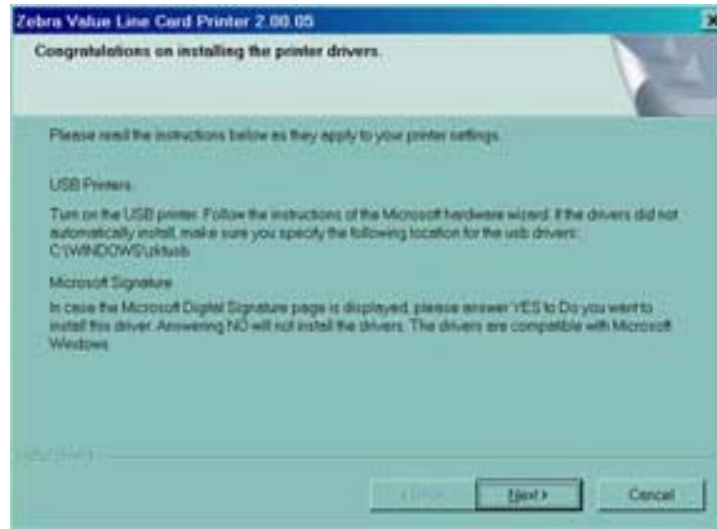 Zebra Value Line Card Printer 2.00.05
Congratulations on installing the printer drivers.
Please read the instructions below as they apply to your printer settings.
USB Printers.
Turn on the USB printer. Follow the instructions of the Microsoft hardware wizard. If the drivers did not
automatically install, make sure you specify the following location for the usb drivers:
C:\WINDOWS\
Microsoft Signature
In case the Microsoft Digital Signature page is displayed, please answer YES to Do you want to
install this driver. Answering NO will not install the drivers. The drivers are compatible with Microsoft
Windows
Next >
Cancel